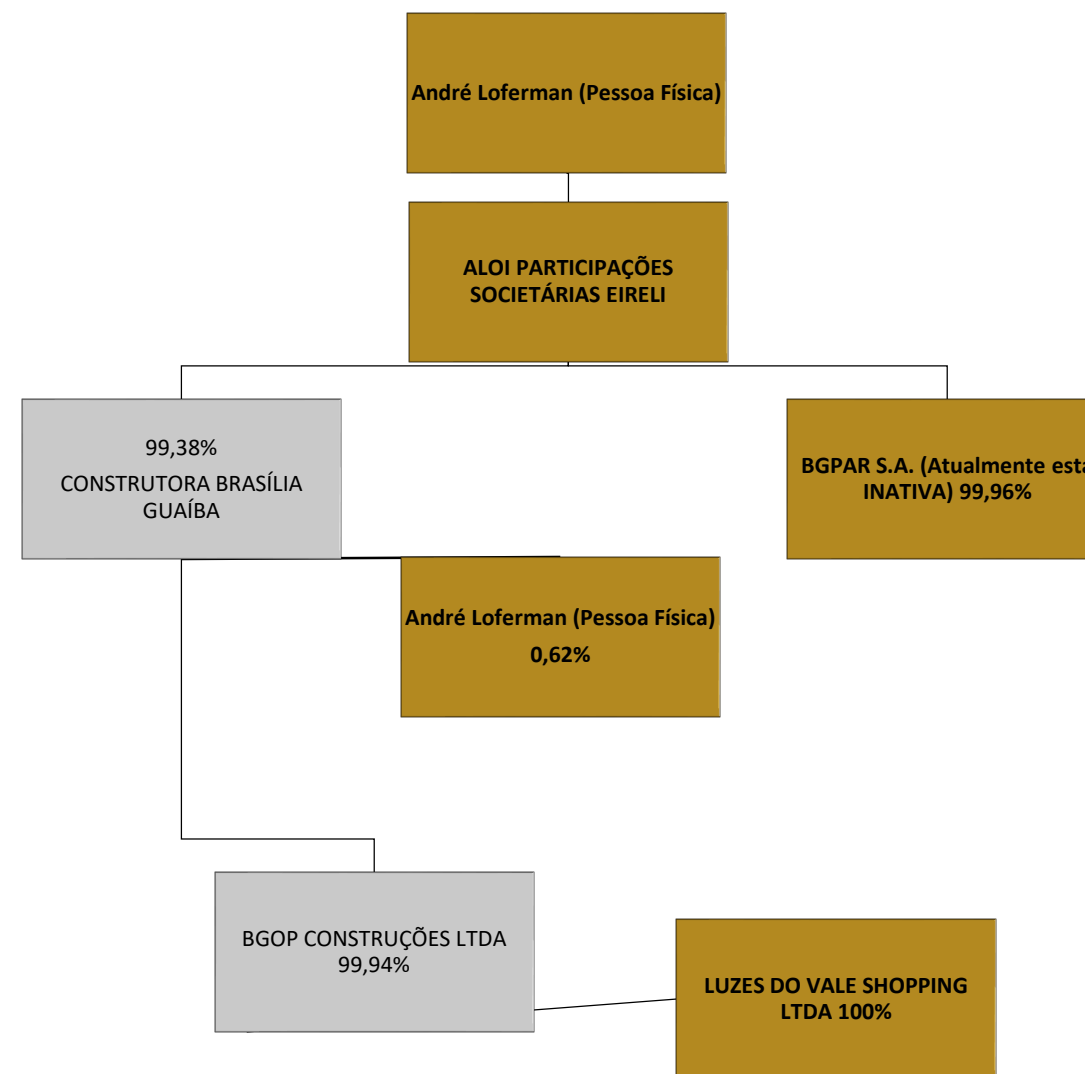 André Loferman (Pessoa Física)
ALOI PARTICIPAÇÕES
SOCIETÁRIAS EIRELI
99,38%
CONSTRUTORA BRASÍLIA
GUAÍBA
BGPAR S.A. (Atualmente está
INATIVA) 99,96%
André Loferman (Pessoa Física)
0,62%
BGOP CONSTRUÇÕES LTDA
99,94%
LUZES DO VALE SHOPPING
LTDA 100%